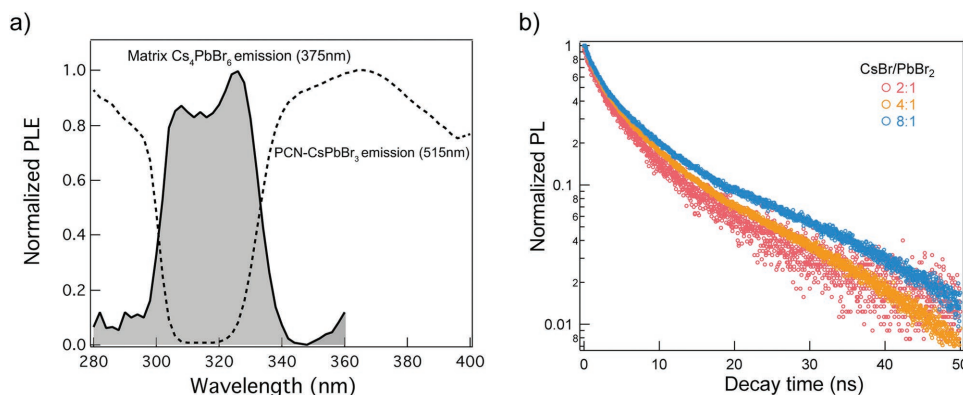 a)
Matrix Cs₄PbBr₆ emission (375nm)
PCN-CsPbBr₃ emission (515nm)
Normalized PLE
1.0
0.8
0.6
0.4
0.2
0.0
280 300 320 340 360 380 400
Wavelength (nm)
b)
CsBr/PbBr₂
2:1
4:1
8:1
Normalized PL
1
8
6
4
2
0.1
8
6
4
2
0.01
8
0 10 20 30 40 50
Decay time (ns)